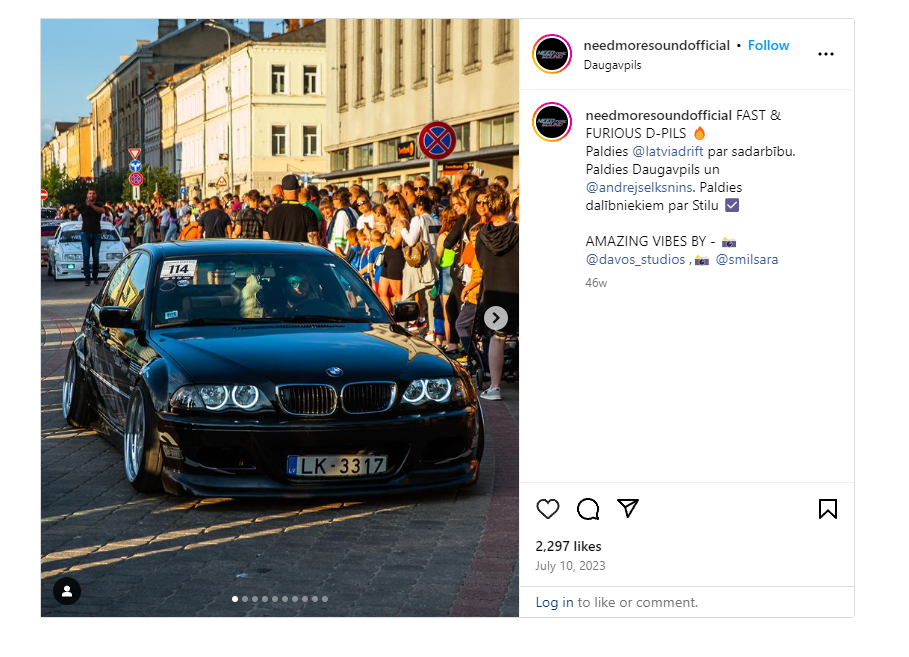 needmoresoundofficial • Follow
Daugavpils
needmoresoundofficial FAST &
FURIOUS D-PILS 🔥
Paldies @latviadrift par sadarbību.
Paldies Daugavpils un
@andrejselksnins. Paldies
dalībniekiem par Stilu ☑
AMAZING VIBES BY - 📸
@davos_studios , 📸 @smilsara
46w
114
LV LK-3317
2,297 likes
July 10, 2023
Log in to like or comment.